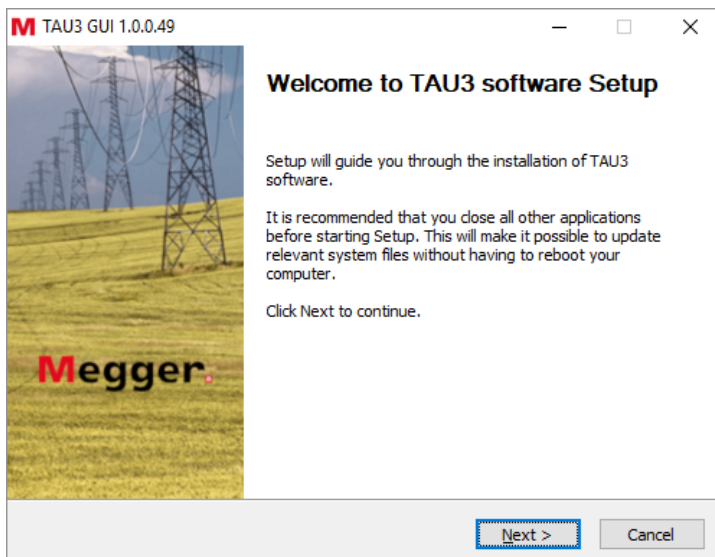 M TAU3 GUI 1.0.0.49
Welcome to TAU3 software Setup
Setup will guide you through the installation of TAU3
software.
It is recommended that you close all other applications
before starting Setup. This will make it possible to update
relevant system files without having to reboot your
computer.
Click Next to continue.
Megger.
Next >
Cancel